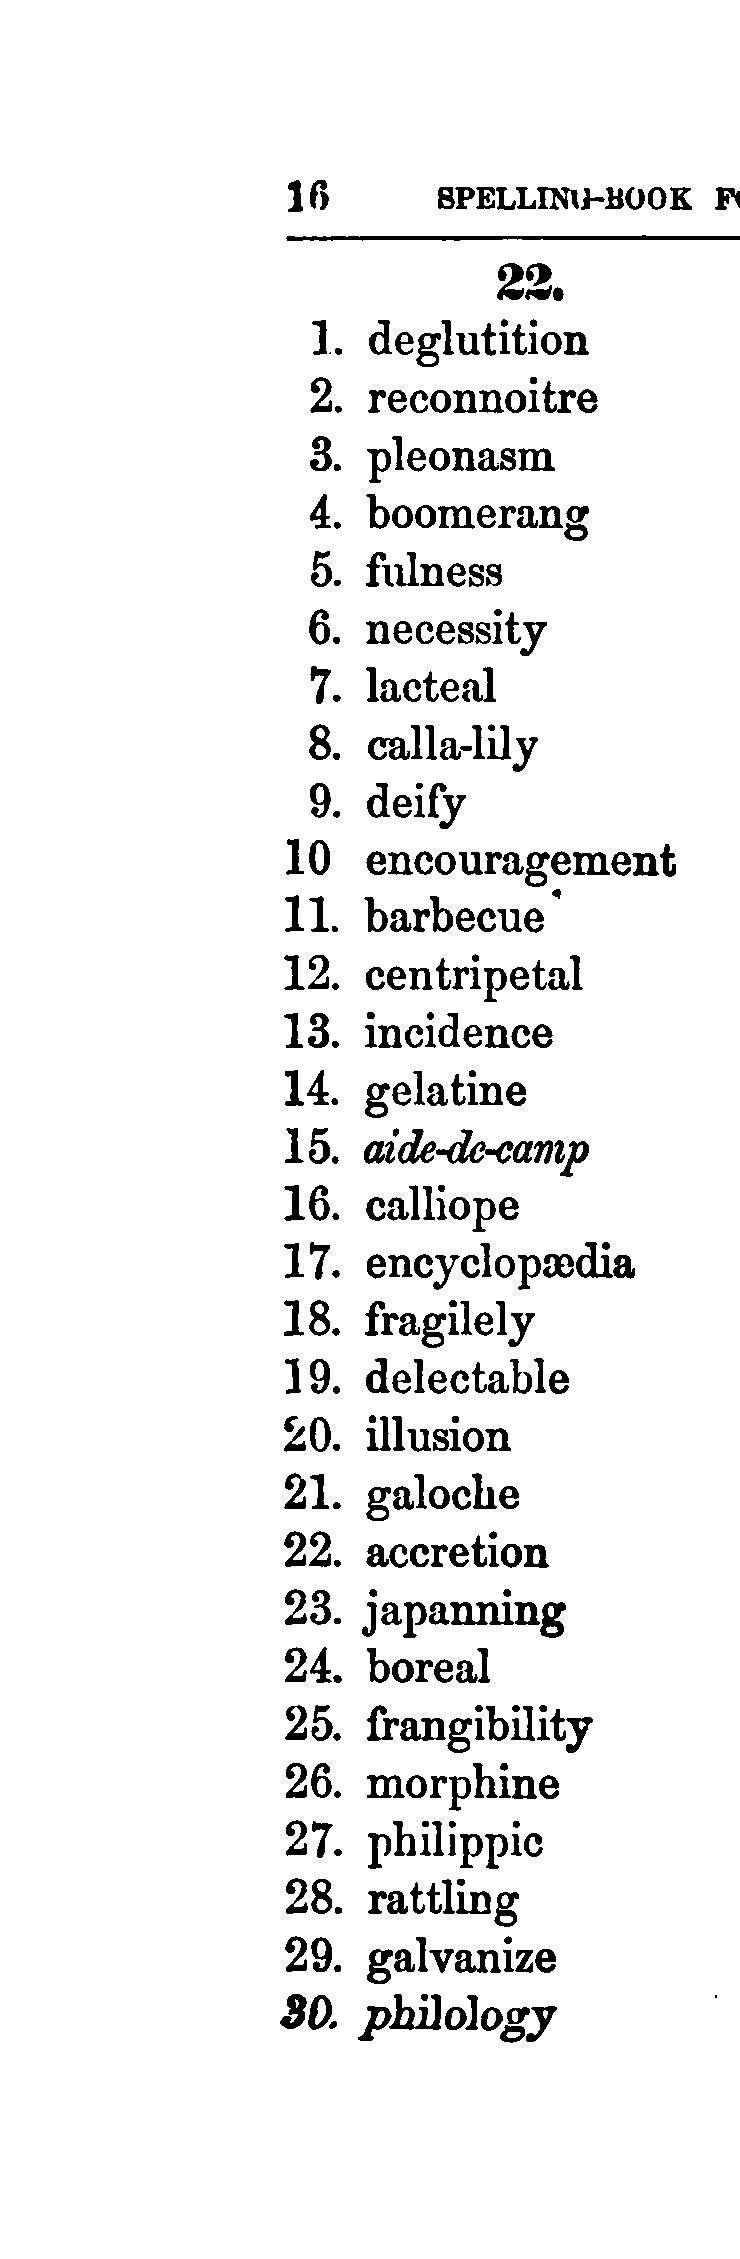 16 SPELLING-BOOK
22.
1. deglutition
2. reconnoitre
3. pleonasm
4. boomerang
5. fulness
6. necessity
7. lacteal
8. calla-lily
9. deify
10 encouragement
11. barbecue
12. centripetal
13. incidence
14. gelatine
15. aide-de-camp
16. calliope
17. encyclopædia
18. fragilely
19. delectable
20. illusion
21. galoche
22. accretion
23. japanning
24. boreal
25. frangibility
26. morphine
27. philippic
28. rattling
29. galvanize
30. philology